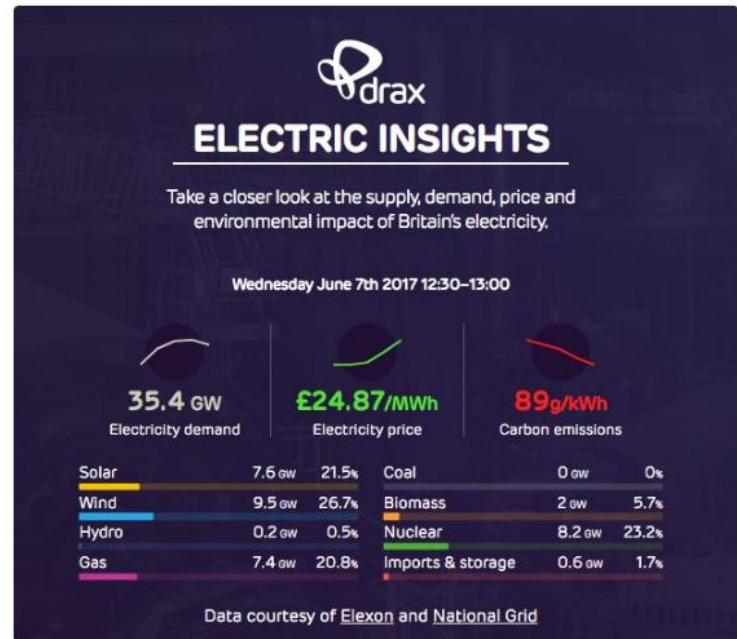 drax
ELECTRIC INSIGHTS
Take a closer look at the supply, demand, price and
environmental impact of Britain's electricity.
Wednesday June 7th 2017 12:30–13:00
35.4 GW
Electricity demand
£24.87/MWh
Electricity price
89g/kWh
Carbon emissions
Solar 7.6 GW 21.5%
Wind 9.5 GW 26.7%
Hydro 0.2 GW 0.5%
Gas 7.4 GW 20.8%
Coal 0 GW 0%
Biomass 2 GW 5.7%
Nuclear 8.2 GW 23.2%
Imports & storage 0.6 GW 1.7%
Data courtesy of Elexon and National Grid